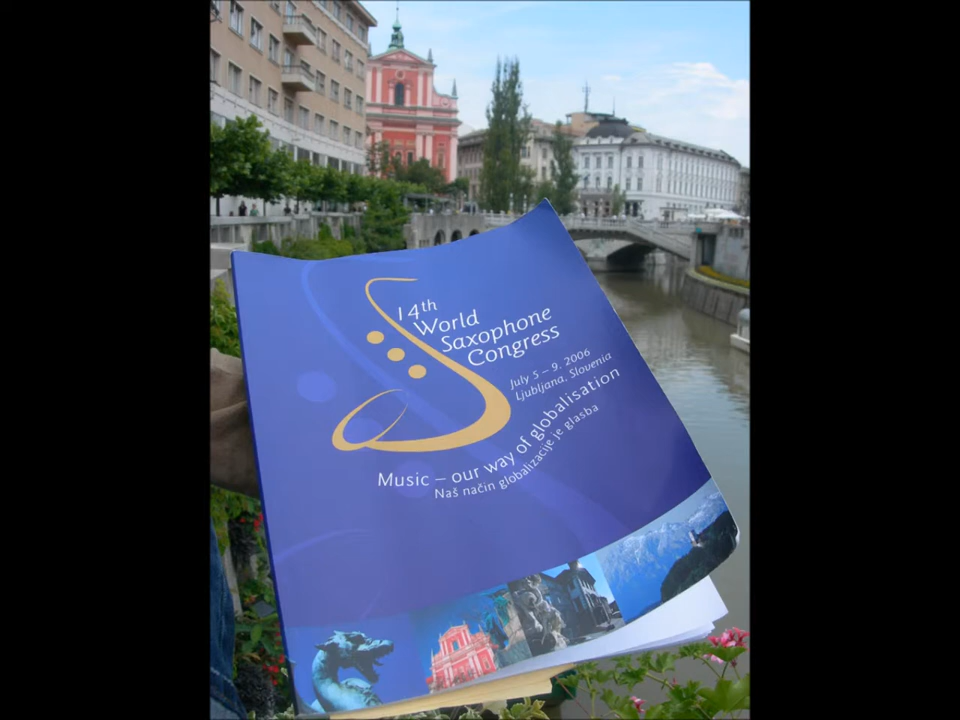 14th
World
Saxophone
Congress
July 5 – 9. 2006
Ljubljana. Slovenia
Music – our way of globalisation
Naš način globalizacije je glasba